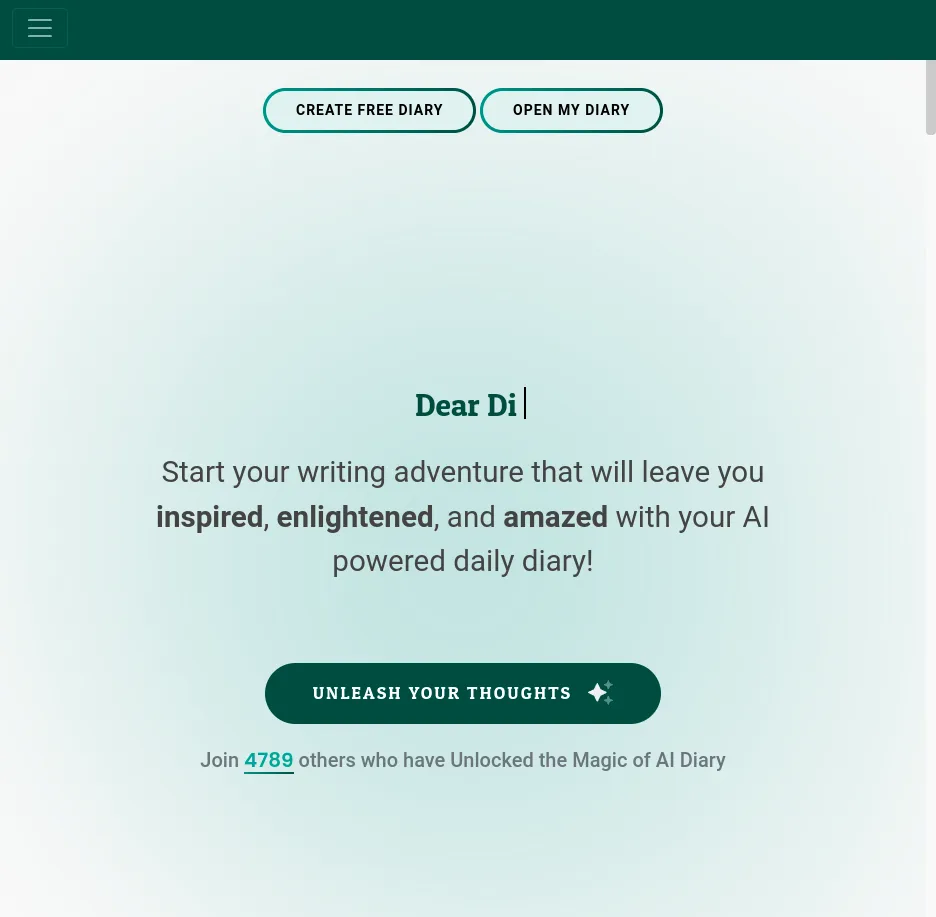 CREATE FREE DIARY OPEN MY DIARY
Dear Di
Start your writing adventure that will leave you
inspired, enlightened, and amazed with your AI
powered daily diary!
UNLEASH YOUR THOUGHTS
Join 4789 others who have Unlocked the Magic of AI Diary